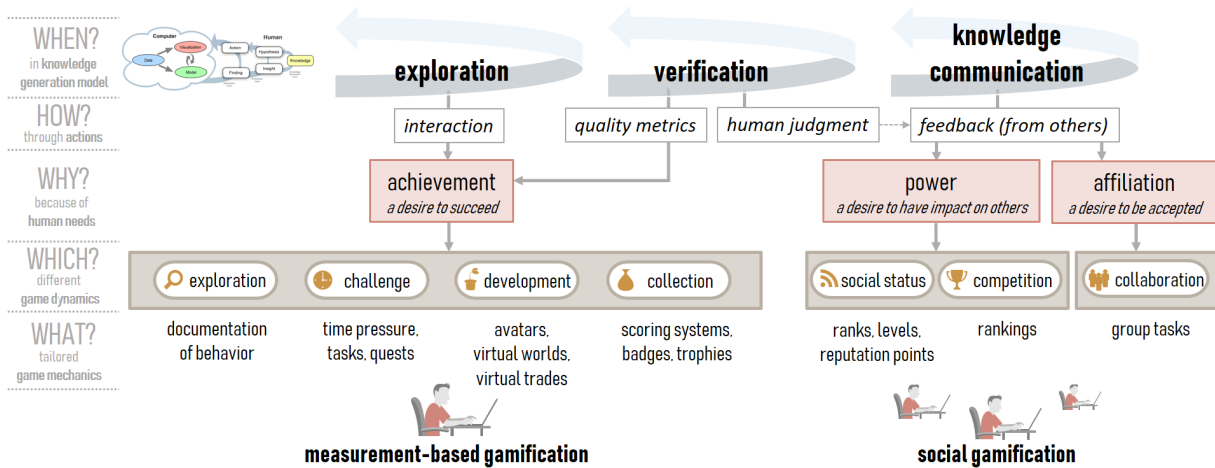 WHEN?
in knowledge
generation model
Computer
Human
Data
Visualization
Model
Action
Finding
Hypothesis
Insight
Knowledge
exploration
verification
knowledge
communication
HOW?
through actions
interaction
quality metrics
human judgment
feedback (from others)
WHY?
because of
human needs
achievement
a desire to succeed
power
a desire to have impact on others
affiliation
a desire to be accepted
WHICH?
different
game dynamics
exploration
challenge
development
collection
social status
competition
collaboration
WHAT?
tailored
game mechanics
documentation
of behavior
time pressure,
tasks, quests
avatars,
virtual worlds,
virtual trades
scoring systems,
badges, trophies
ranks, levels,
reputation points
rankings
group tasks
measurement-based gamification
social gamification